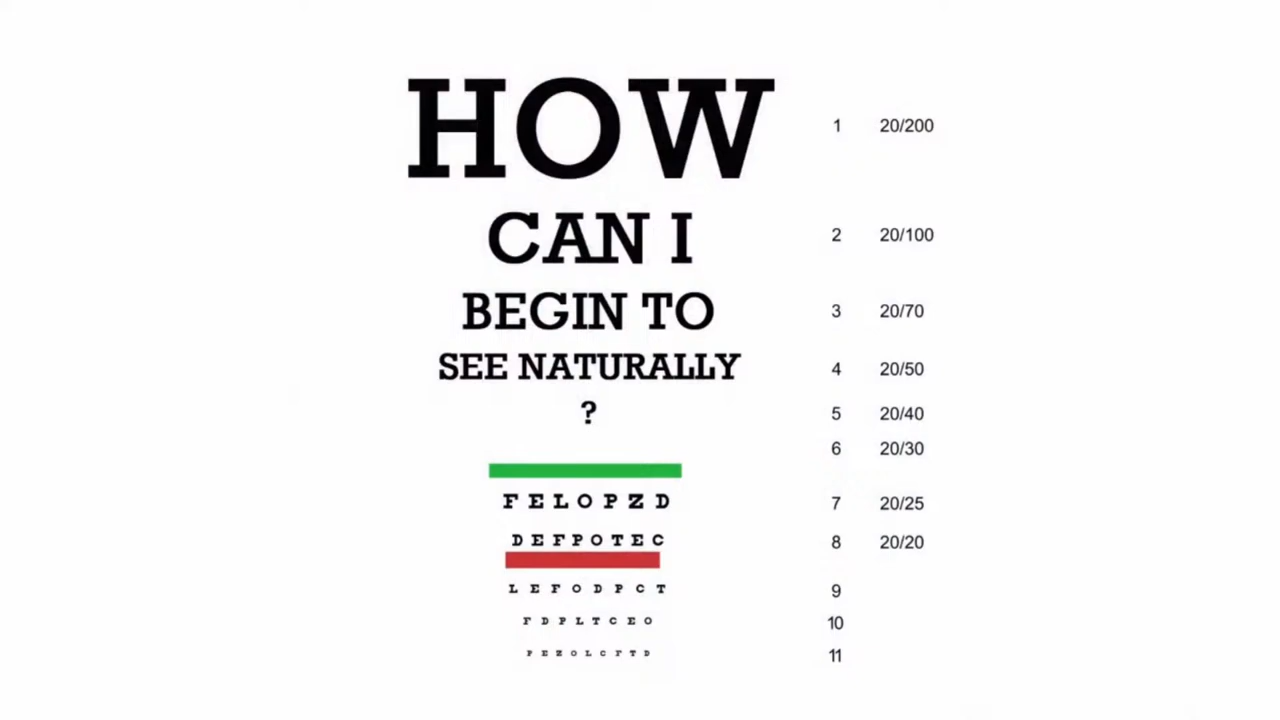 HOW 1 20/200
CAN I 2 20/100
BEGIN TO 3 20/70
SEE NATURALLY 4 20/50
? 5 20/40
6 20/30
F E L O P Z D 7 20/25
D E F P O T E C 8 20/20
L E F O D P C T 9
F D P L T C E O 10
P E Z O L C F T D 11